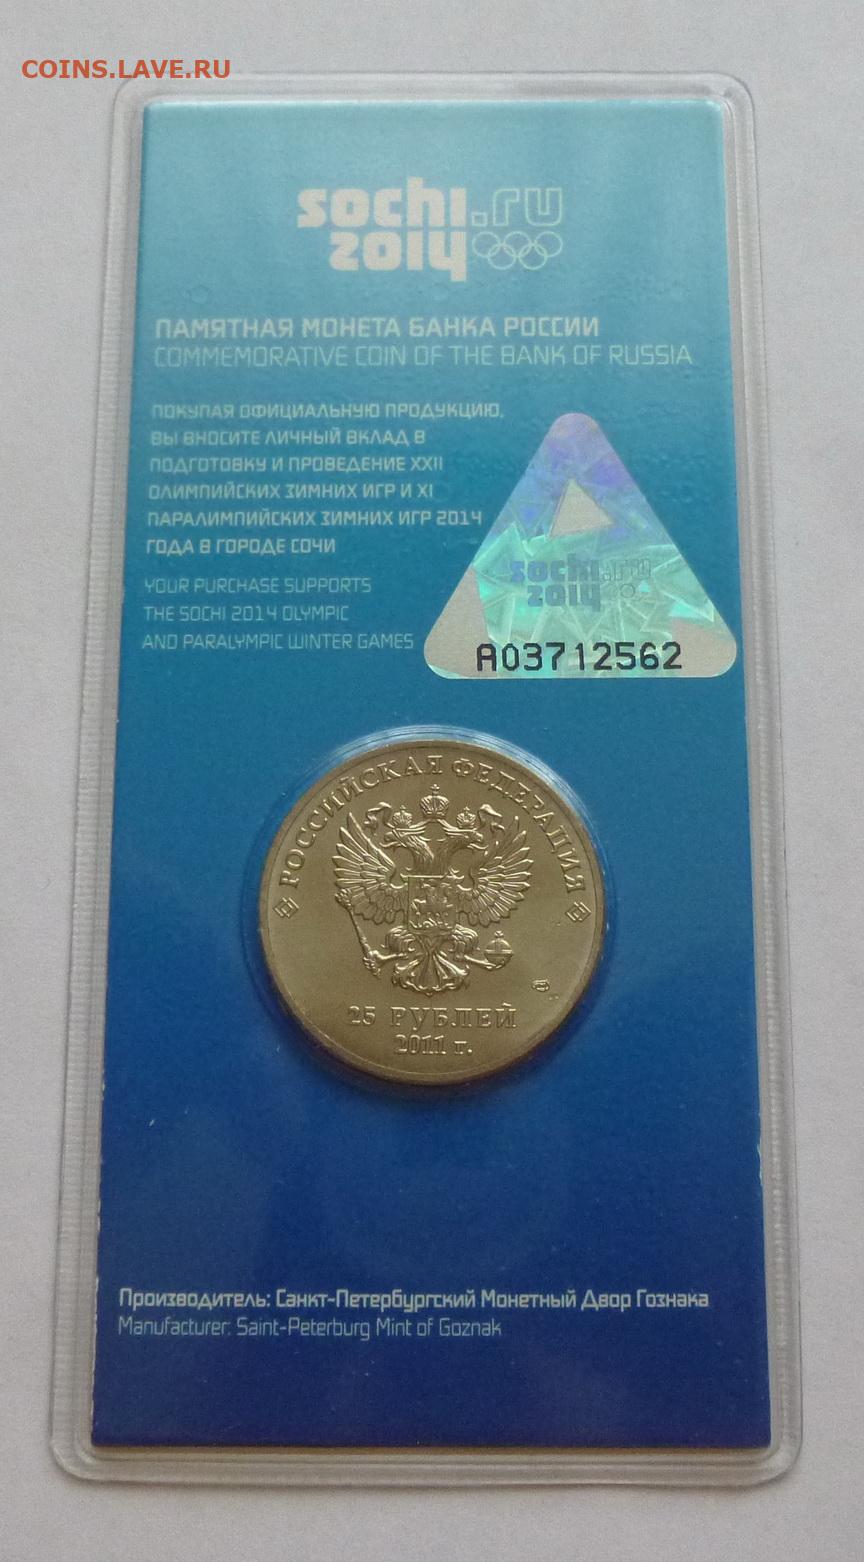 COINS.LAVE.RU
sochi.ru
2014
ПАМЯТНАЯ МОНЕТА БАНКА РОССИИ
COMMEMORATIVE COIN OF THE BANK OF RUSSIA
ПОКУПАЯ ОФИЦИАЛЬНУЮ ПРОДУКЦИЮ,
ВЫ ВНОСИТЕ ЛИЧНЫЙ ВКЛАД В
ПОДГОТОВКУ И ПРОВЕДЕНИЕ XXII
ОЛИМПИЙСКИХ ЗИМНИХ ИГР И XI
ПАРАЛИМПИЙСКИХ ЗИМНИХ ИГР 2014
ГОДА В ГОРОДЕ СОЧИ
YOUR PURCHASE SUPPORTS
THE SOCHI 2014 OLYMPIC
AND PARALYMPIC WINTER GAMES
sochi.ru
2014
A03712562
РОССИЙСКАЯ ФЕДЕРАЦИЯ
25 РУБЛЕЙ
2011 г.
Производитель: Санкт-Петербургский Монетный Двор Гознака
Manufacturer: Saint-Peterburg Mint of Goznak